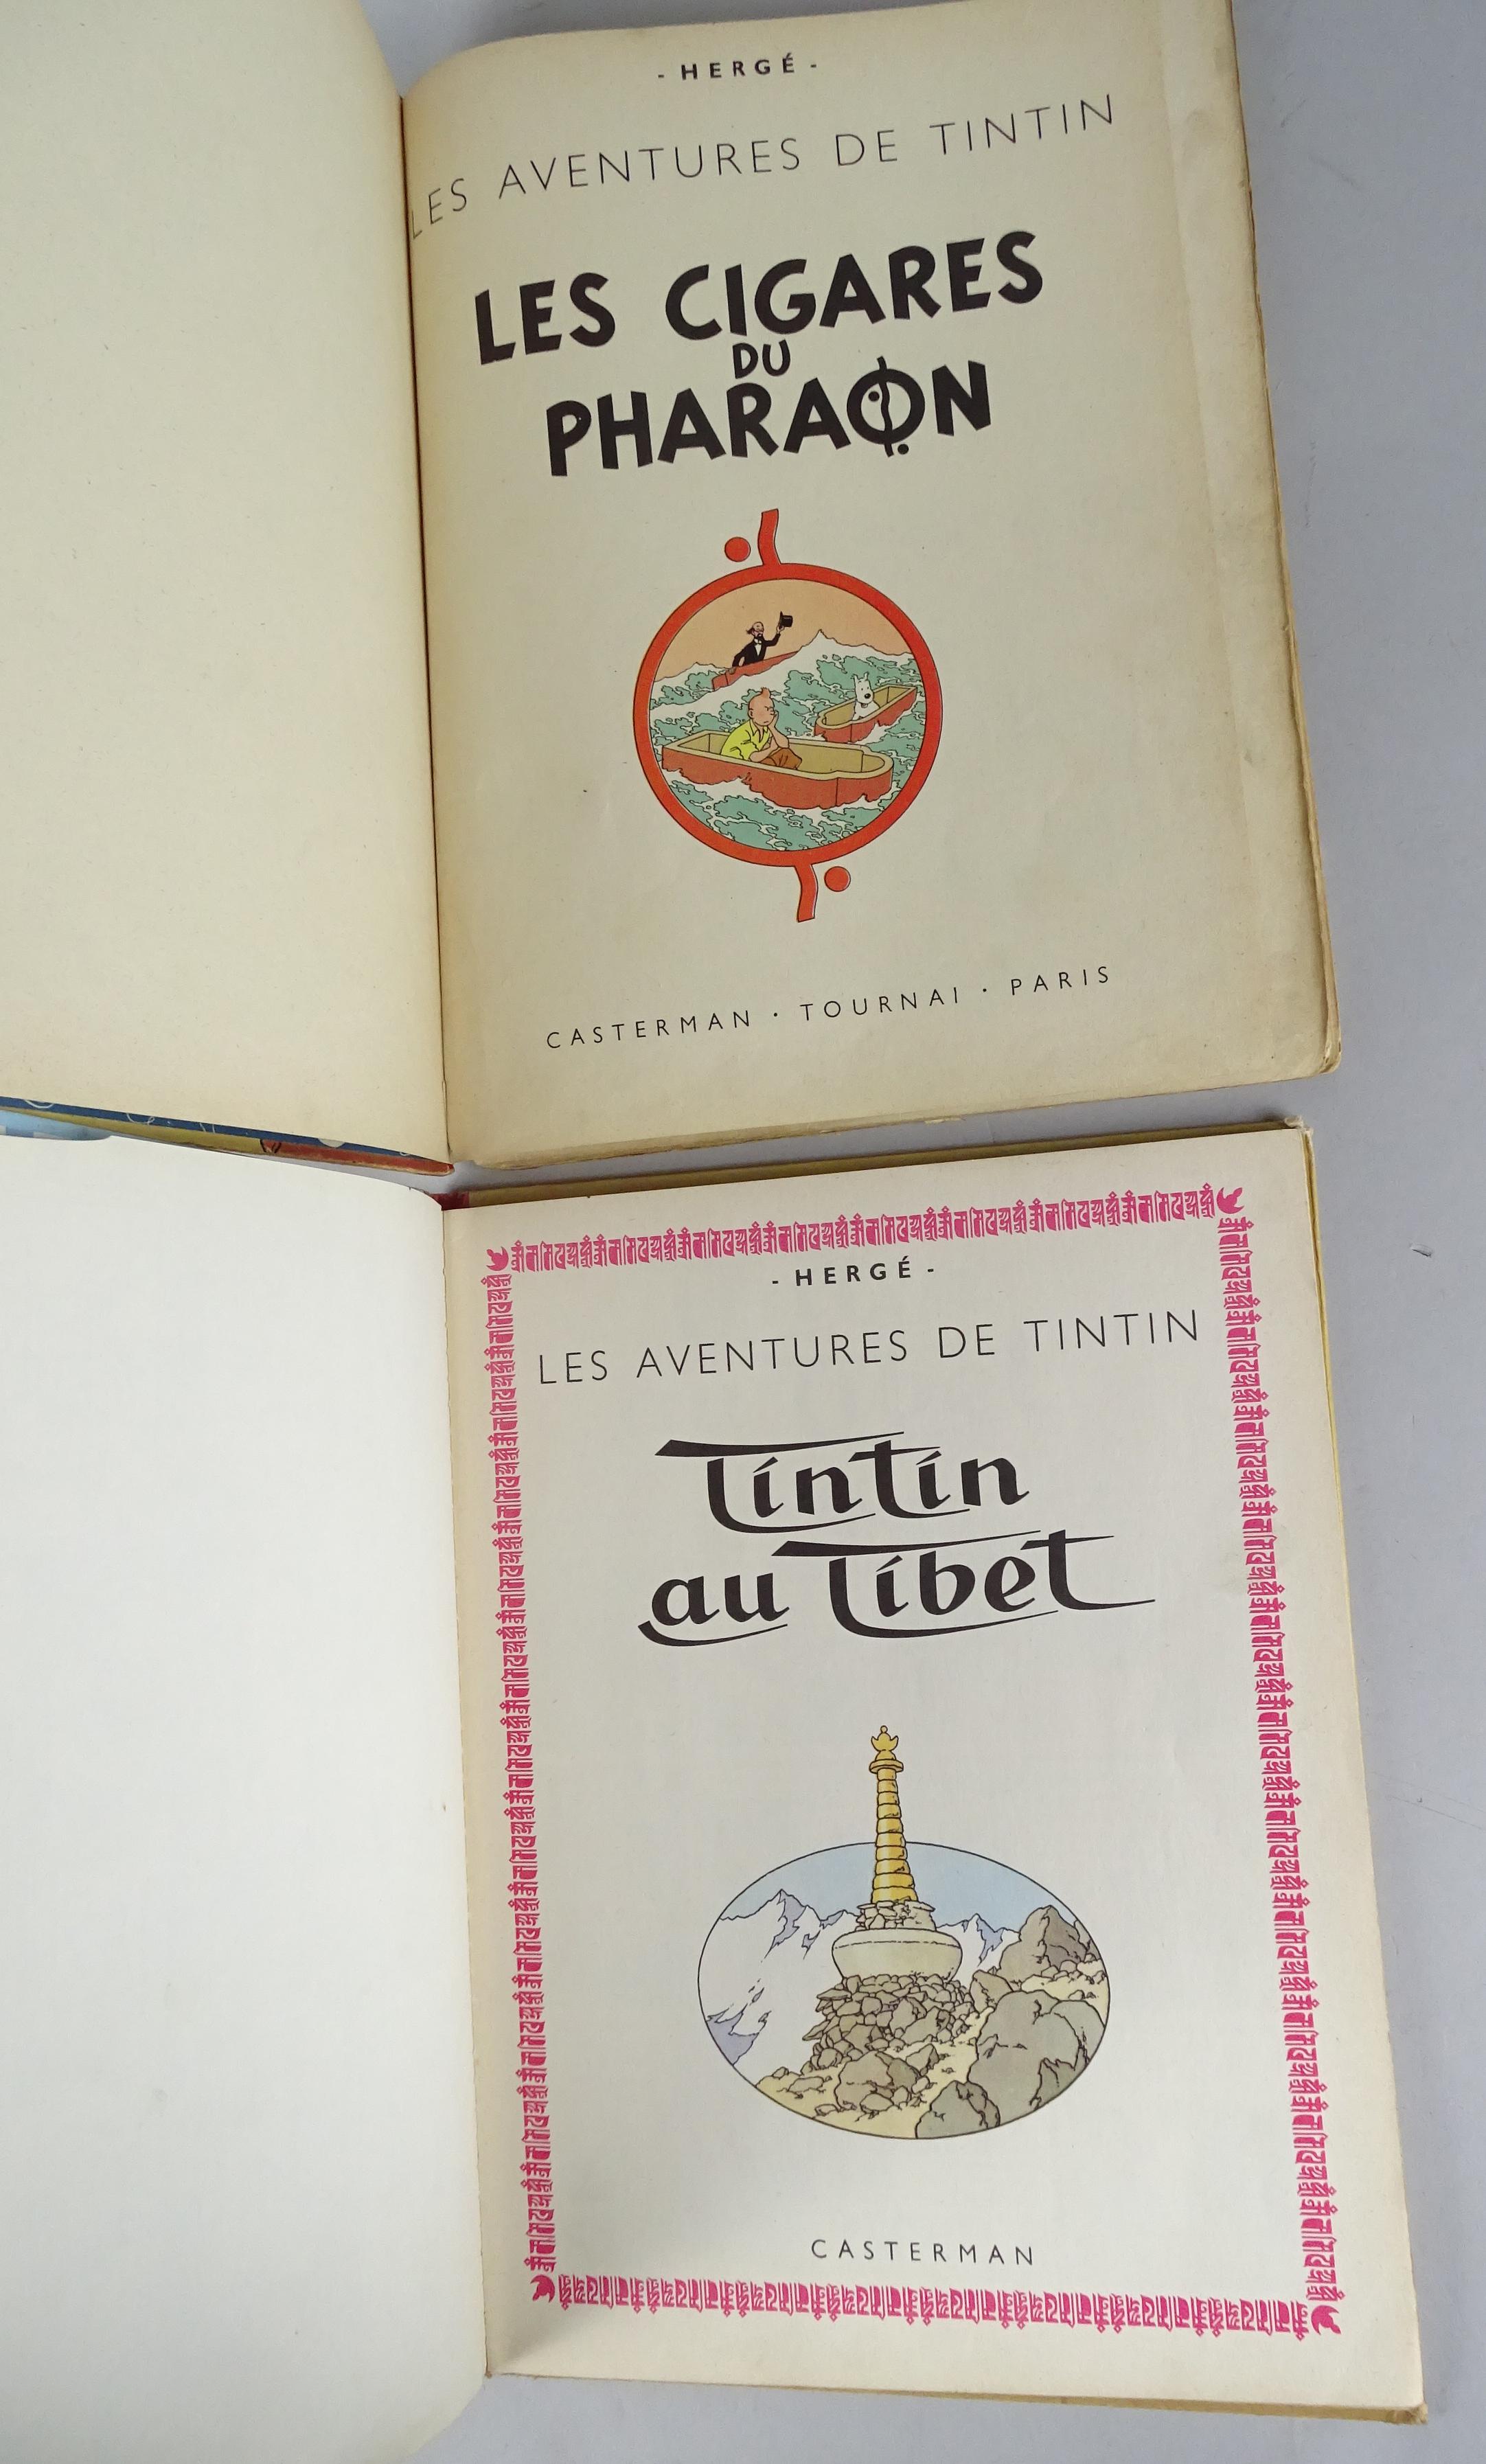 - HERGÉ -
LES AVENTURES DE TINTIN
LES CIGARES
DU
PHARAON
CASTERMAN · TOURNAI · PARIS
- HERGÉ -
LES AVENTURES DE TINTIN
Tintin
au Tibet
CASTERMAN